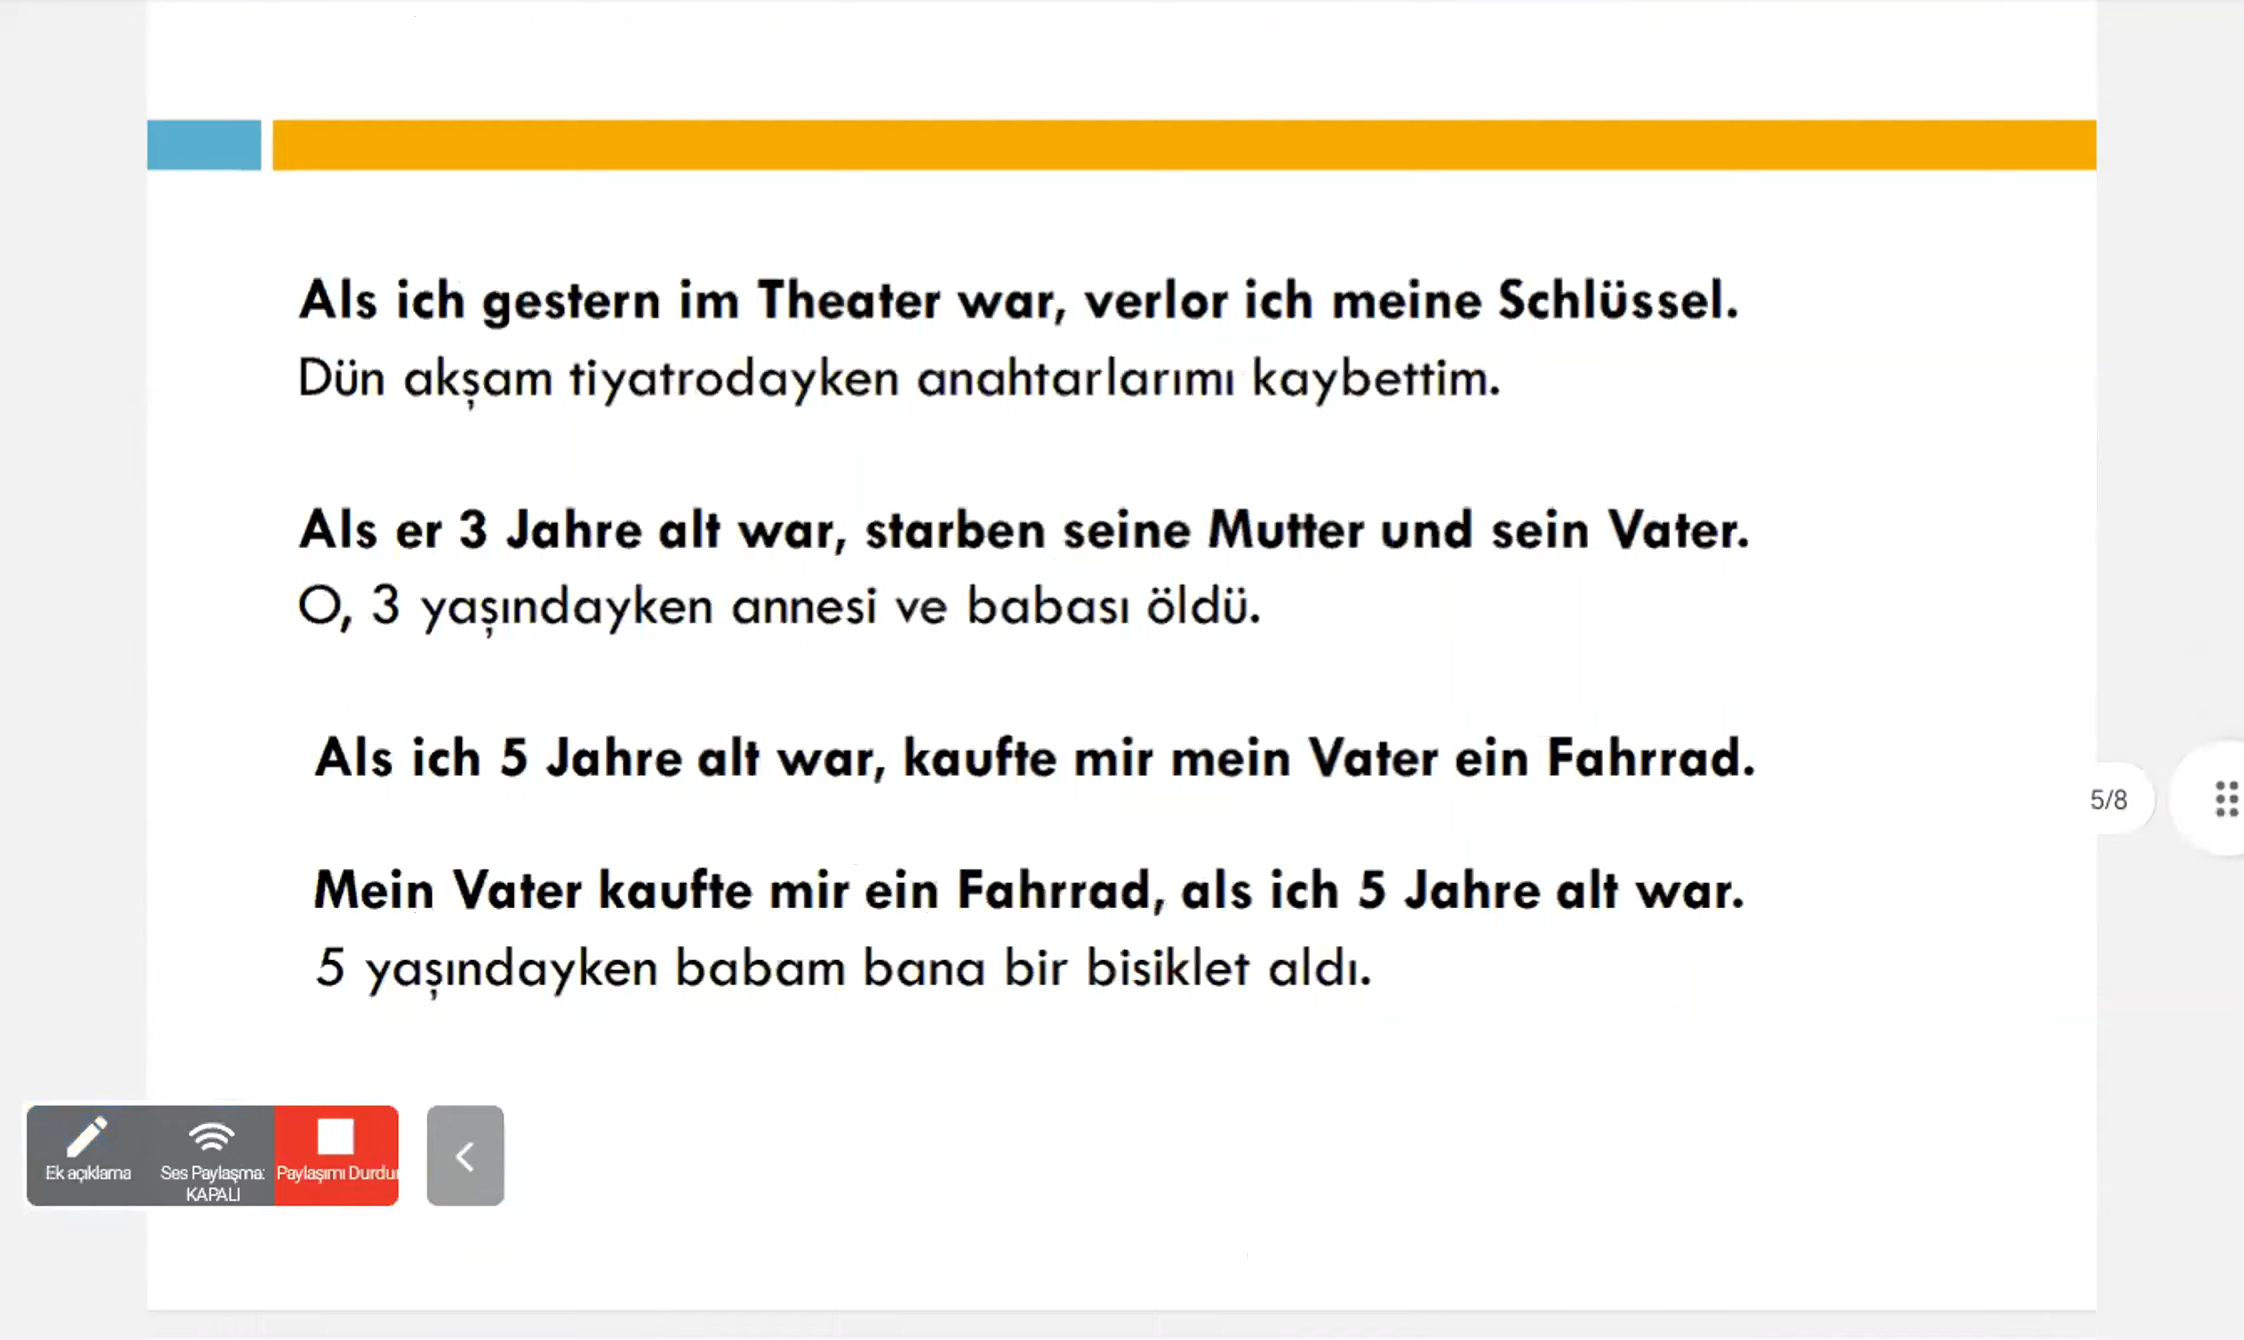 Als ich gestern im Theater war, verlor ich meine Schlüssel.
Dün akşam tiyatrodayken anahtarlarımı kaybettim.
Als er 3 Jahre alt war, starben seine Mutter und sein Vater.
O, 3 yaşındayken annesi ve babası öldü.
Als ich 5 Jahre alt war, kaufte mir mein Vater ein Fahrrad.
5/8
Mein Vater kaufte mir ein Fahrrad, als ich 5 Jahre alt war.
5 yaşındayken babam bana bir bisiklet aldı.
Ek açıklama
Ses Paylaşma:
KAPALI
Paylaşımı Durdu